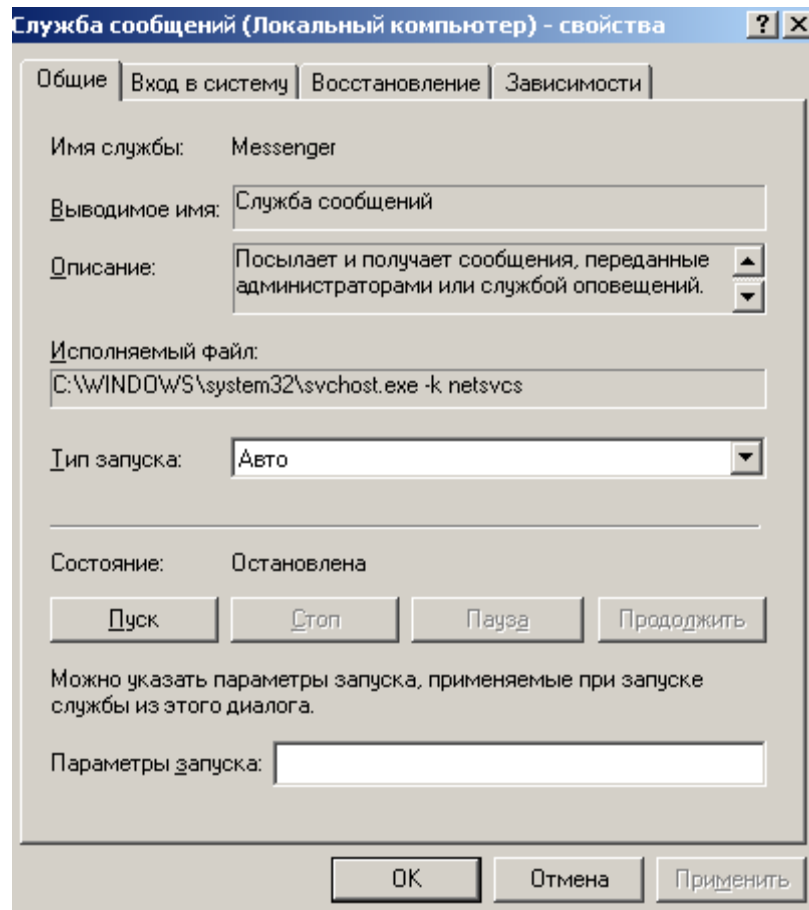 Служба сообщений (Локальный компьютер) - свойства
Общие Вход в систему Восстановление Зависимости
Имя службы: Messenger
Выводимое имя: Служба сообщений
Описание: Посылает и получает сообщения, переданные
администраторами или службой оповещений.
Исполняемый файл:
C:\WINDOWS\system32\svchost.exe -k netsvcs
Тип запуска: Авто
Состояние: Остановлена
Пуск Стоп Пауза Продолжить
Можно указать параметры запуска, применяемые при запуске
службы из этого диалога.
Параметры запуска:
OK Отмена Применить